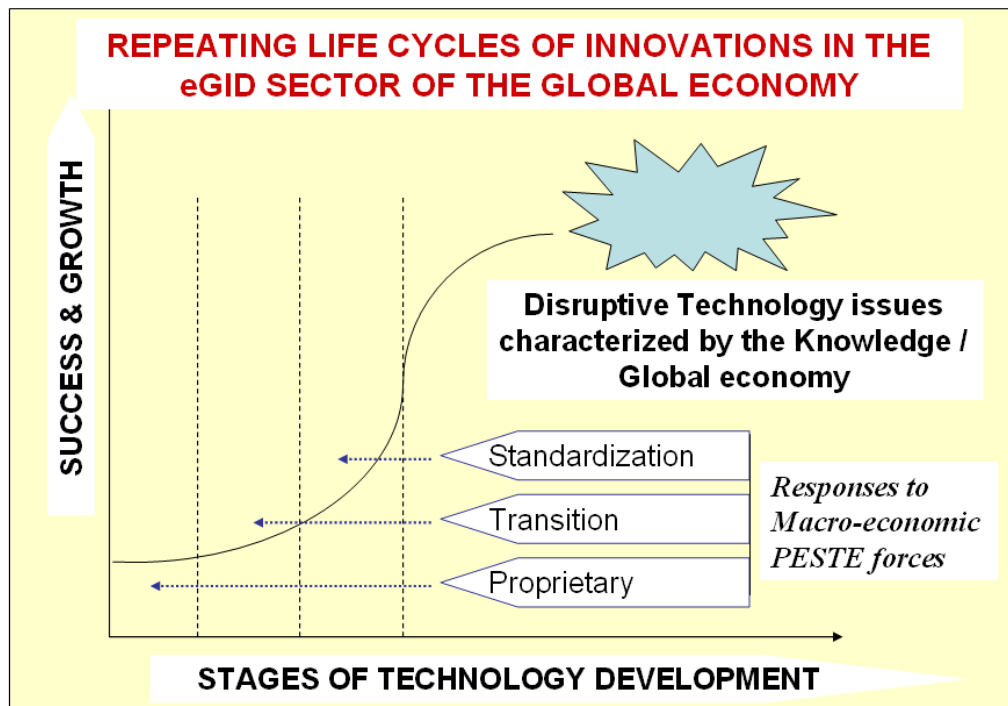 REPEATING LIFE CYCLES OF INNOVATIONS IN THE
eGID SECTOR OF THE GLOBAL ECONOMY
SUCCESS & GROWTH
Disruptive Technology issues
characterized by the Knowledge /
Global economy
Standardization
Transition
Proprietary
Responses to
Macro-economic
PESTE forces
STAGES OF TECHNOLOGY DEVELOPMENT